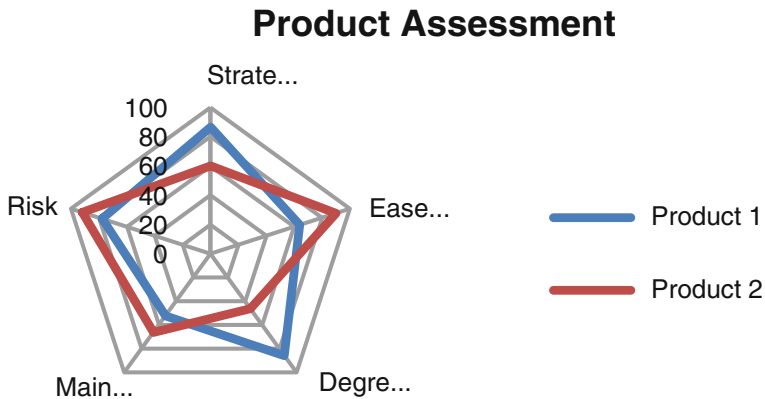 Product Assessment
Strate...
100
80
60
40
20
0
Risk
Ease...
Main...
Degre...
Product 1
Product 2